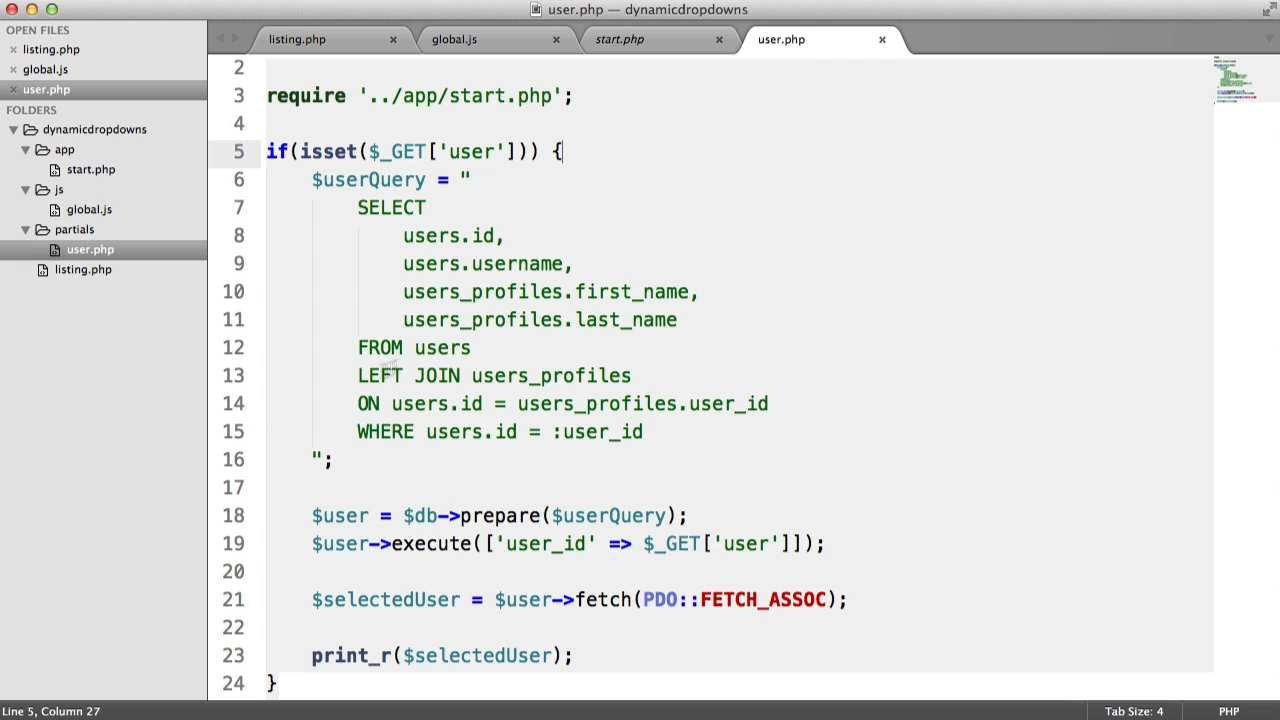 user.php — dynamicdropdowns
OPEN FILES
listing.php
global.js
user.php
FOLDERS
dynamicdropdowns
app
start.php
js
global.js
partials
user.php
listing.php
listing.php
global.js
start.php
user.php
2
3 require '../app/start.php';
4
5 if(isset($_GET['user'])) {
6 $userQuery = "
7 SELECT
8 users.id,
9 users.username,
10 users_profiles.first_name,
11 users_profiles.last_name
12 FROM users
13 LEFT JOIN users_profiles
14 ON users.id = users_profiles.user_id
15 WHERE users.id = :user_id
16 ";
17
18 $user = $db->prepare($userQuery);
19 $user->execute(['user_id' => $_GET['user']]);
20
21 $selectedUser = $user->fetch(PDO::FETCH_ASSOC);
22
23 print_r($selectedUser);
24 }
Line 5, Column 27
Tab Size: 4
PHP